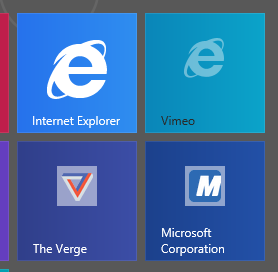 Internet Explorer
Vimeo
The Verge
Microsoft
Corporation